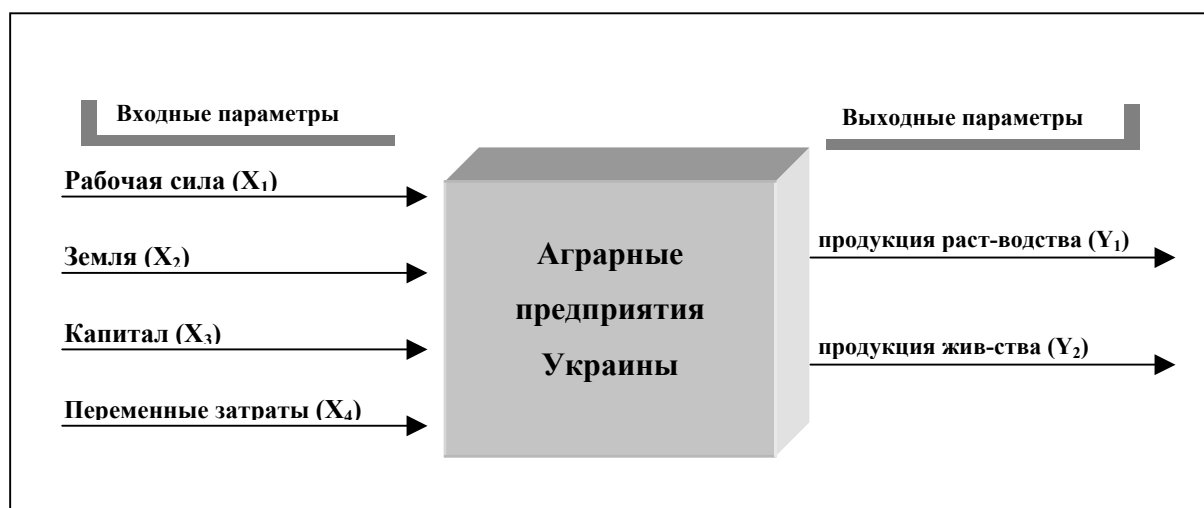 Входные параметры
Рабочая сила (X₁)
Земля (X₂)
Капитал (X₃)
Переменные затраты (X₄)
Аграрные
предприятия
Украины
Выходные параметры
продукция раст-водства (Y₁)
продукция жив-ства (Y₂)